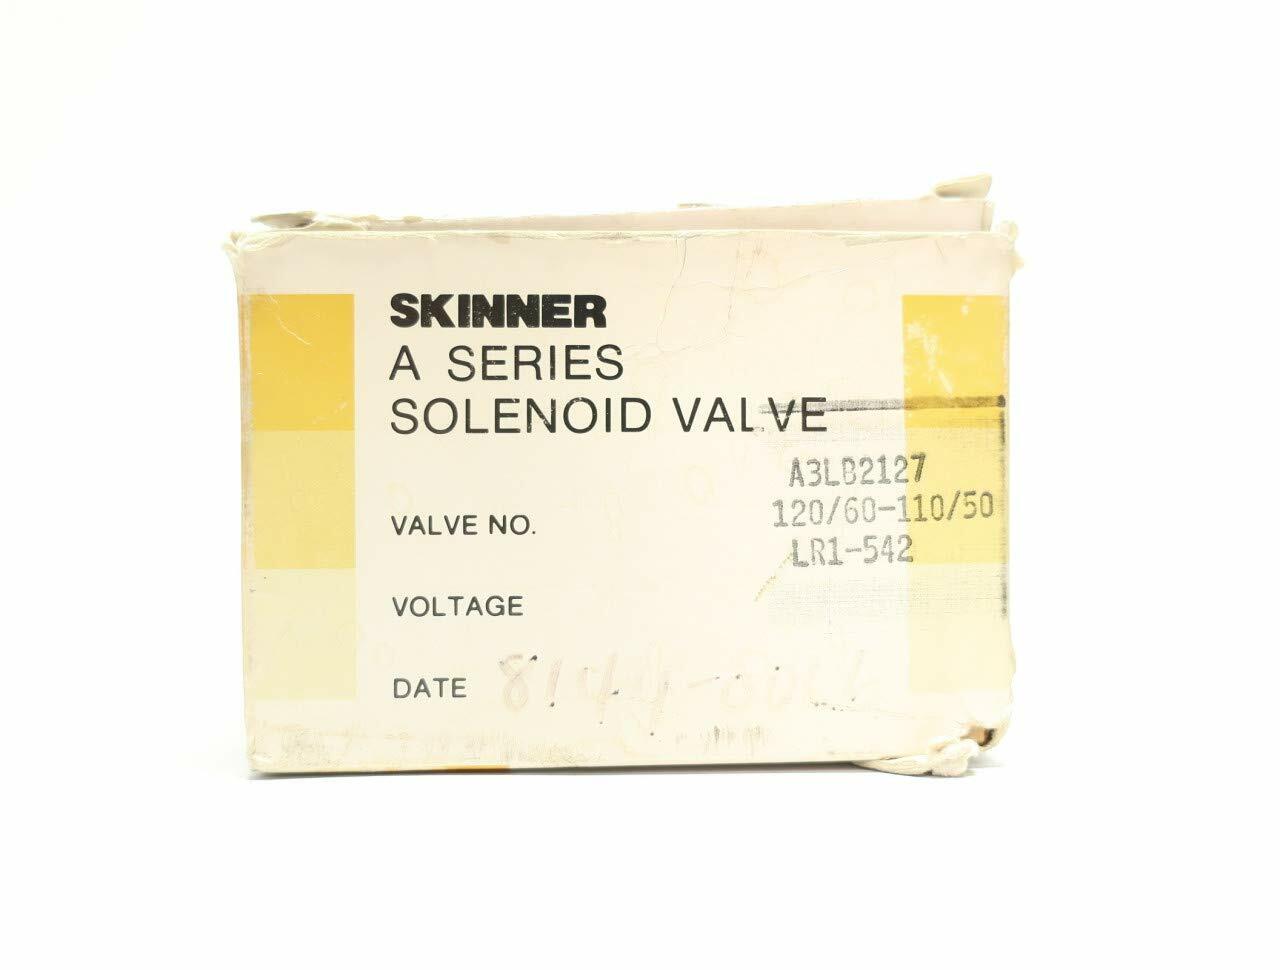 SKINNER
A SERIES
SOLENOID VALVE
A3LB2127
120/60-110/50
LR1-542
VALVE NO.
VOLTAGE
DATE